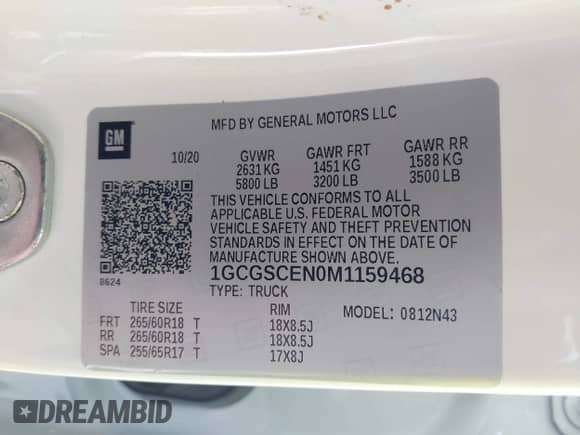 GM
MFD BY GENERAL MOTORS LLC
10/20 GVWR GAWR FRT GAWR RR
2631 KG 1451 KG 1588 KG
5800 LB 3200 LB 3500 LB
THIS VEHICLE CONFORMS TO ALL
APPLICABLE U.S. FEDERAL MOTOR
VEHICLE SAFETY AND THEFT PREVENTION
STANDARDS IN EFFECT ON THE DATE OF
MANUFACTURE SHOWN ABOVE.
8624
1GCGSCEN0M1159468
TYPE: TRUCK
TIRE SIZE RIM MODEL: 0812N43
FRT 265/60R18 T 18X8.5J
RR 265/60R18 T 18X8.5J
SPA 255/65R17 T 17X8J
DREAMBID